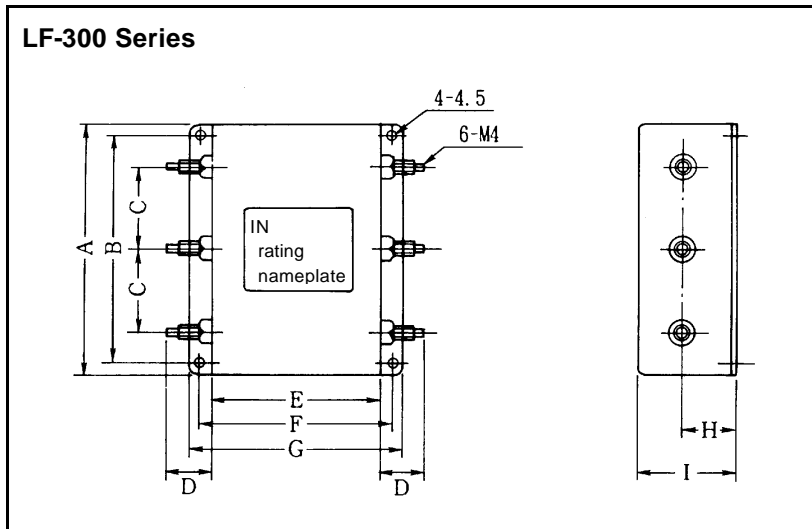 LF-300 Series
4-4.5
6-M4
A
B
C
C
IN
rating
nameplate
E
F
G
D
D
H
I